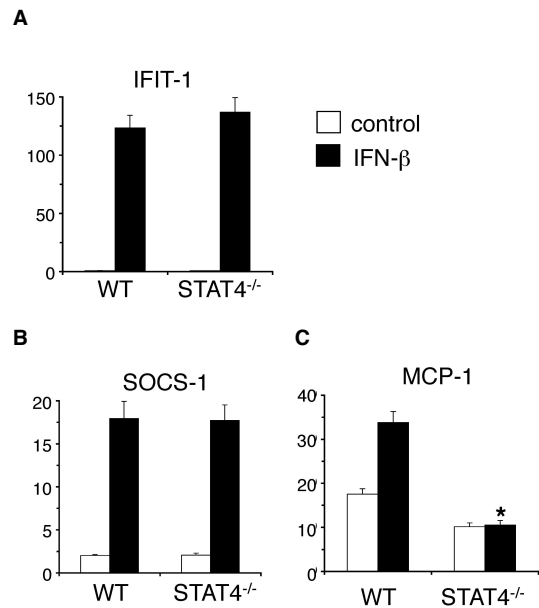 A
IFIT-1
150
100
50
0
WT STAT4-/-
control
IFN-β
B
SOCS-1
20
15
10
5
0
WT STAT4-/-
C
MCP-1
40
30
20
10
0
*
WT STAT4-/-